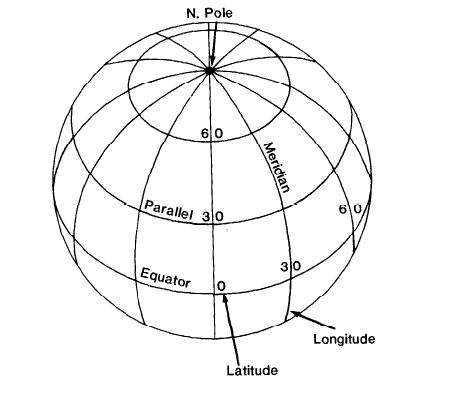 N. Pole
60
Meridian
Parallel 30
60
Equator
0
30
Longitude
Latitude